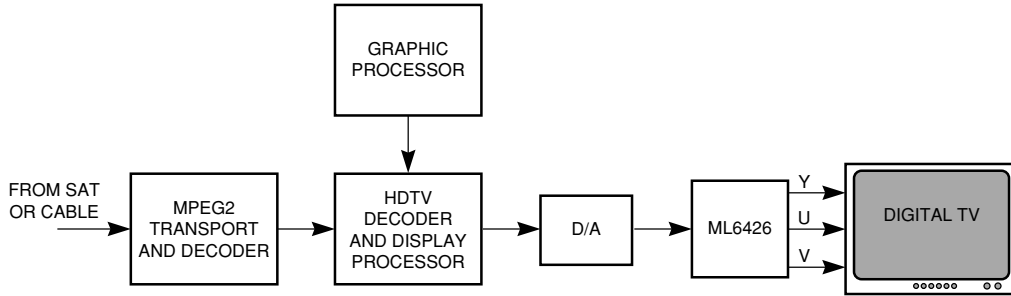 GRAPHIC
PROCESSOR
FROM SAT
OR CABLE
MPEG2
TRANSPORT
AND DECODER
HDTV
DECODER
AND DISPLAY
PROCESSOR
D/A
ML6426
Y
U
V
DIGITAL TV